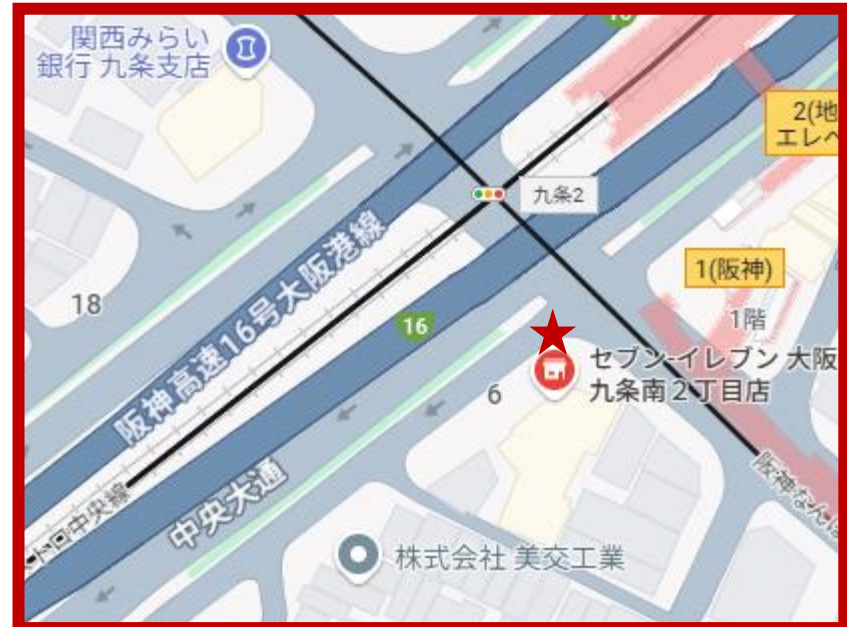 関西みらい
銀行 九条支店
16
2(地
エレベ
九条2
1(阪神)
1階
18
阪神高速16号大阪港線
16
セブン-イレブン 大阪
九条南2丁目店
6
中央大通
トロ中央線
阪神なんば
株式会社 美交工業